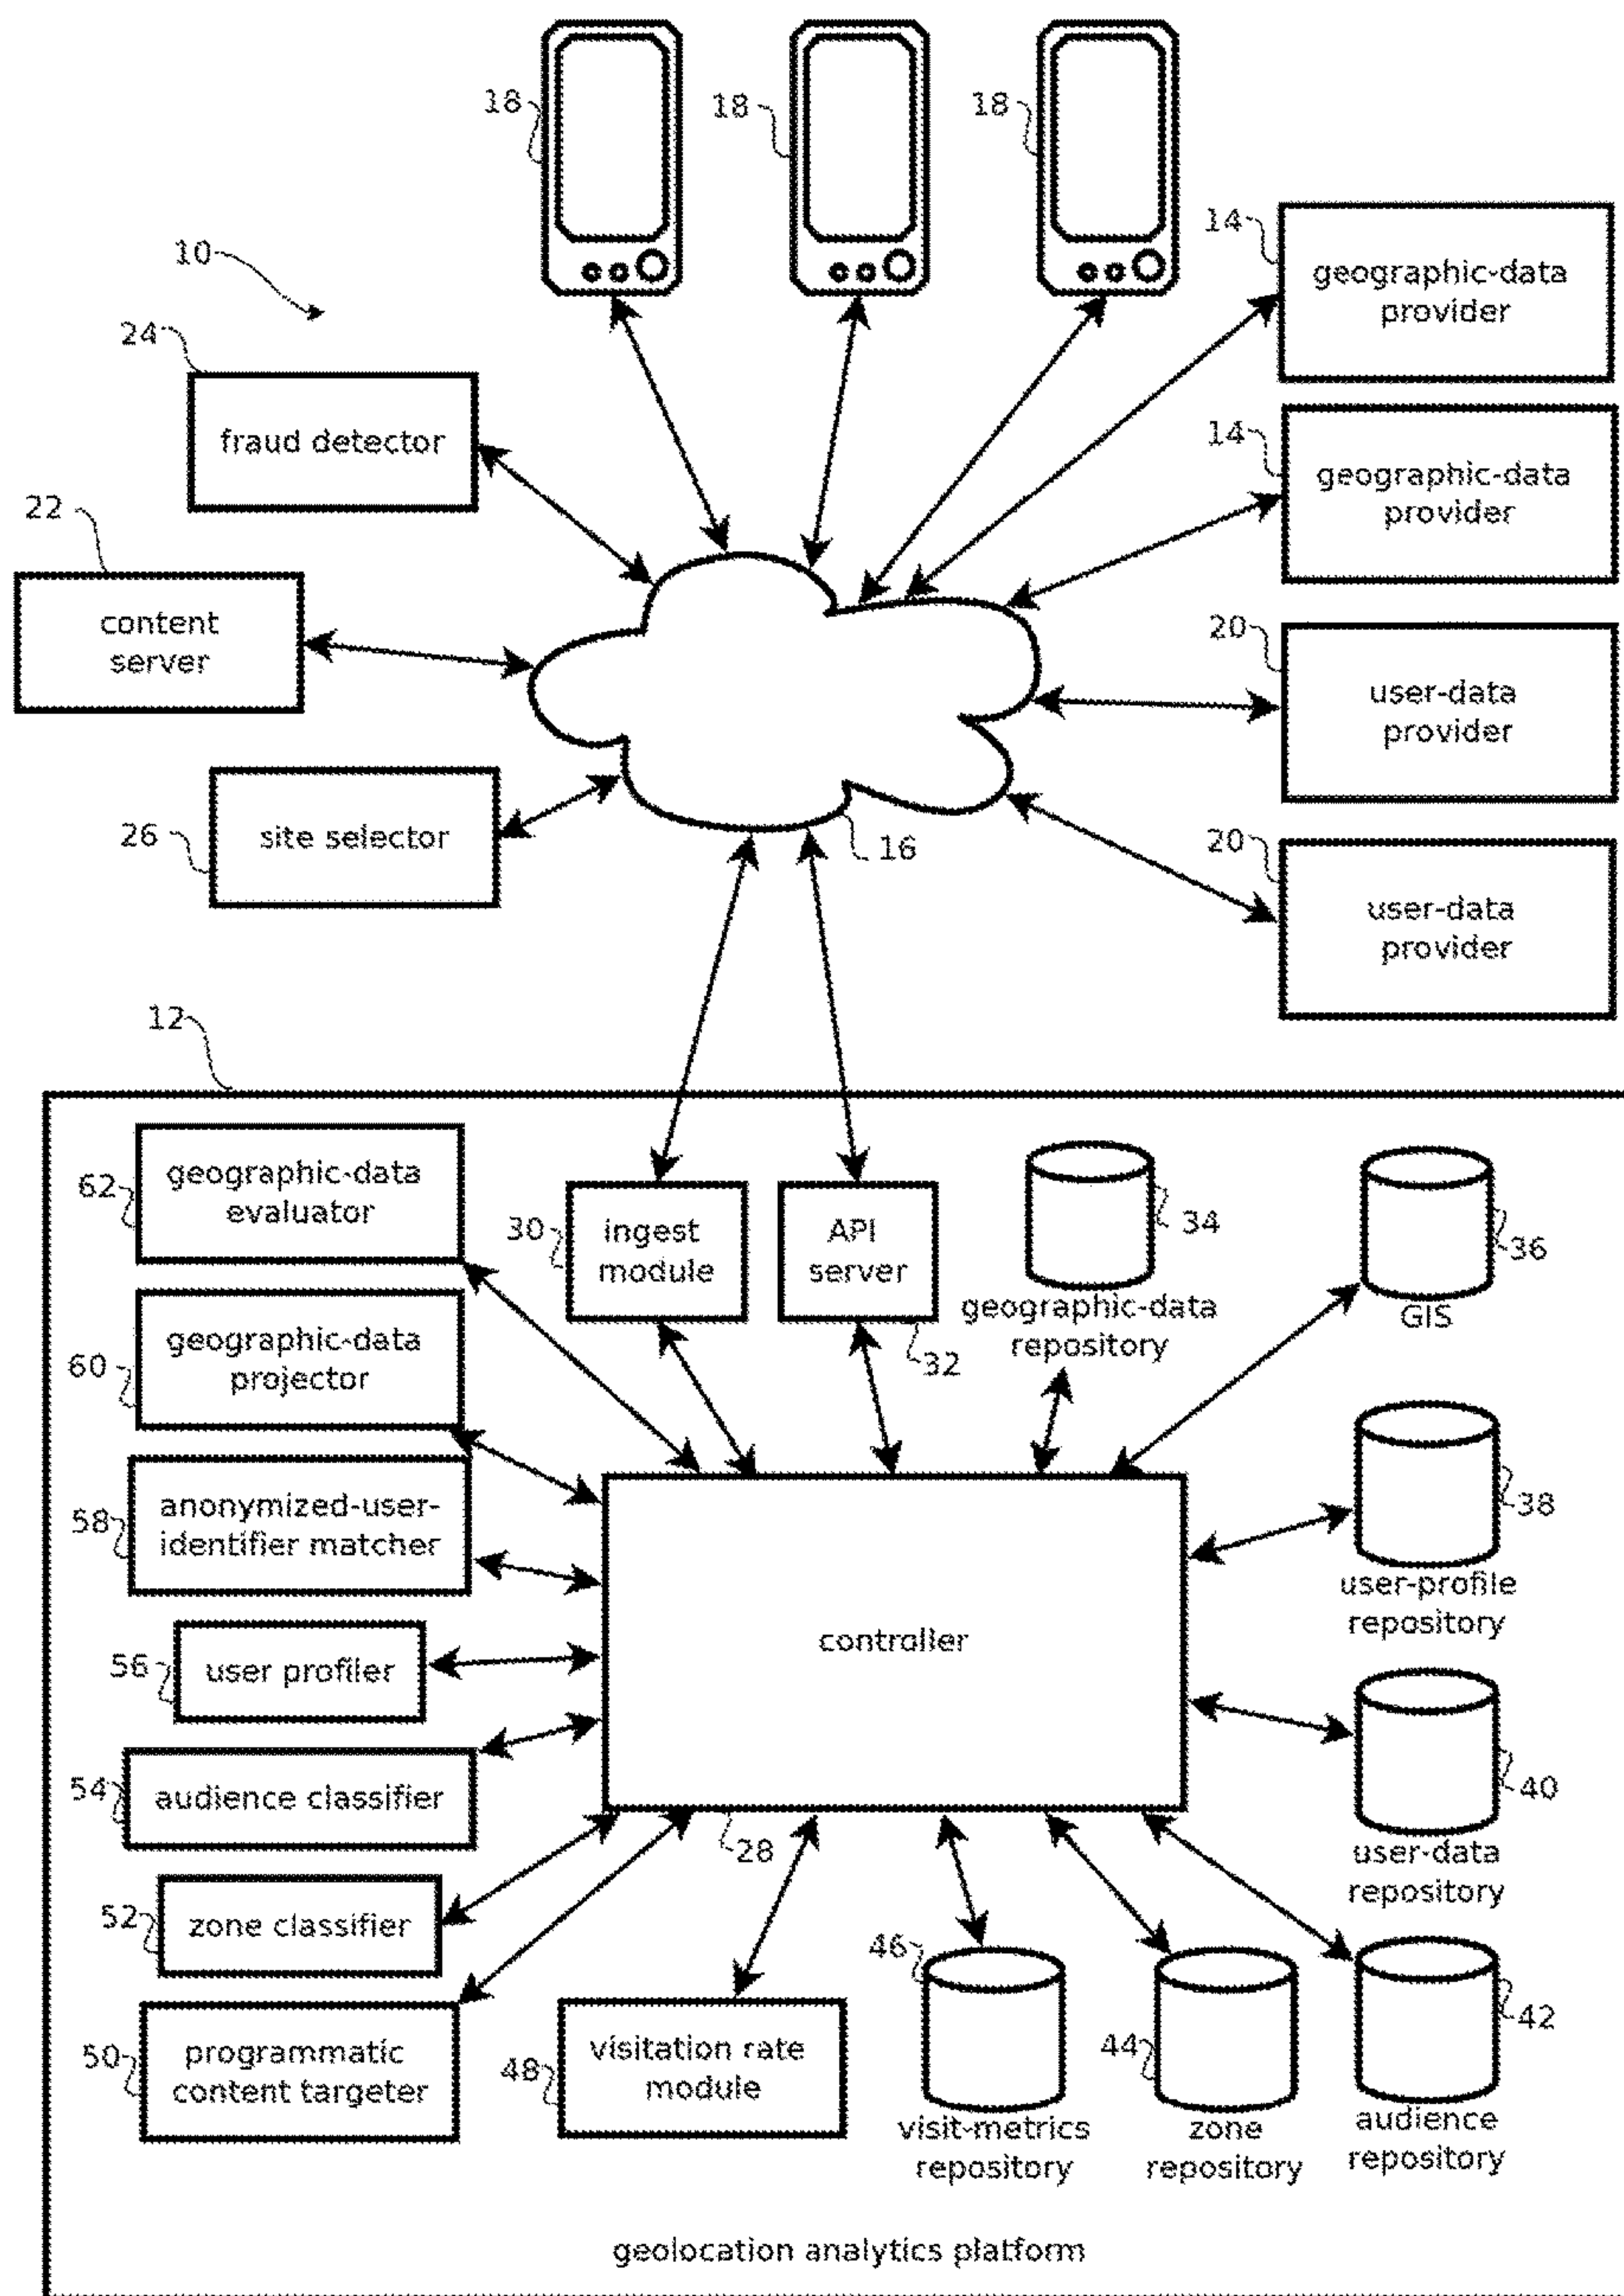 18
18
18
10
14
geographic-data
provider
24
fraud detector
14
geographic-data
provider
22
content
server
20
user-data
provider
26
site selector
16
20
user-data
provider
12
62
geographic-data
evaluator
30
ingest
module
API
server
32
34
geographic-data
repository
36
GIS
60
geographic-data
projector
58
anonymized-user-
identifier matcher
38
user-profile
repository
controller
28
56
user profiler
54
audience classifier
40
user-data
repository
52
zone classifier
50
programmatic
content targeter
48
visitation rate
module
46
visit-metrics
repository
44
zone
repository
42
audience
repository
geolocation analytics platform